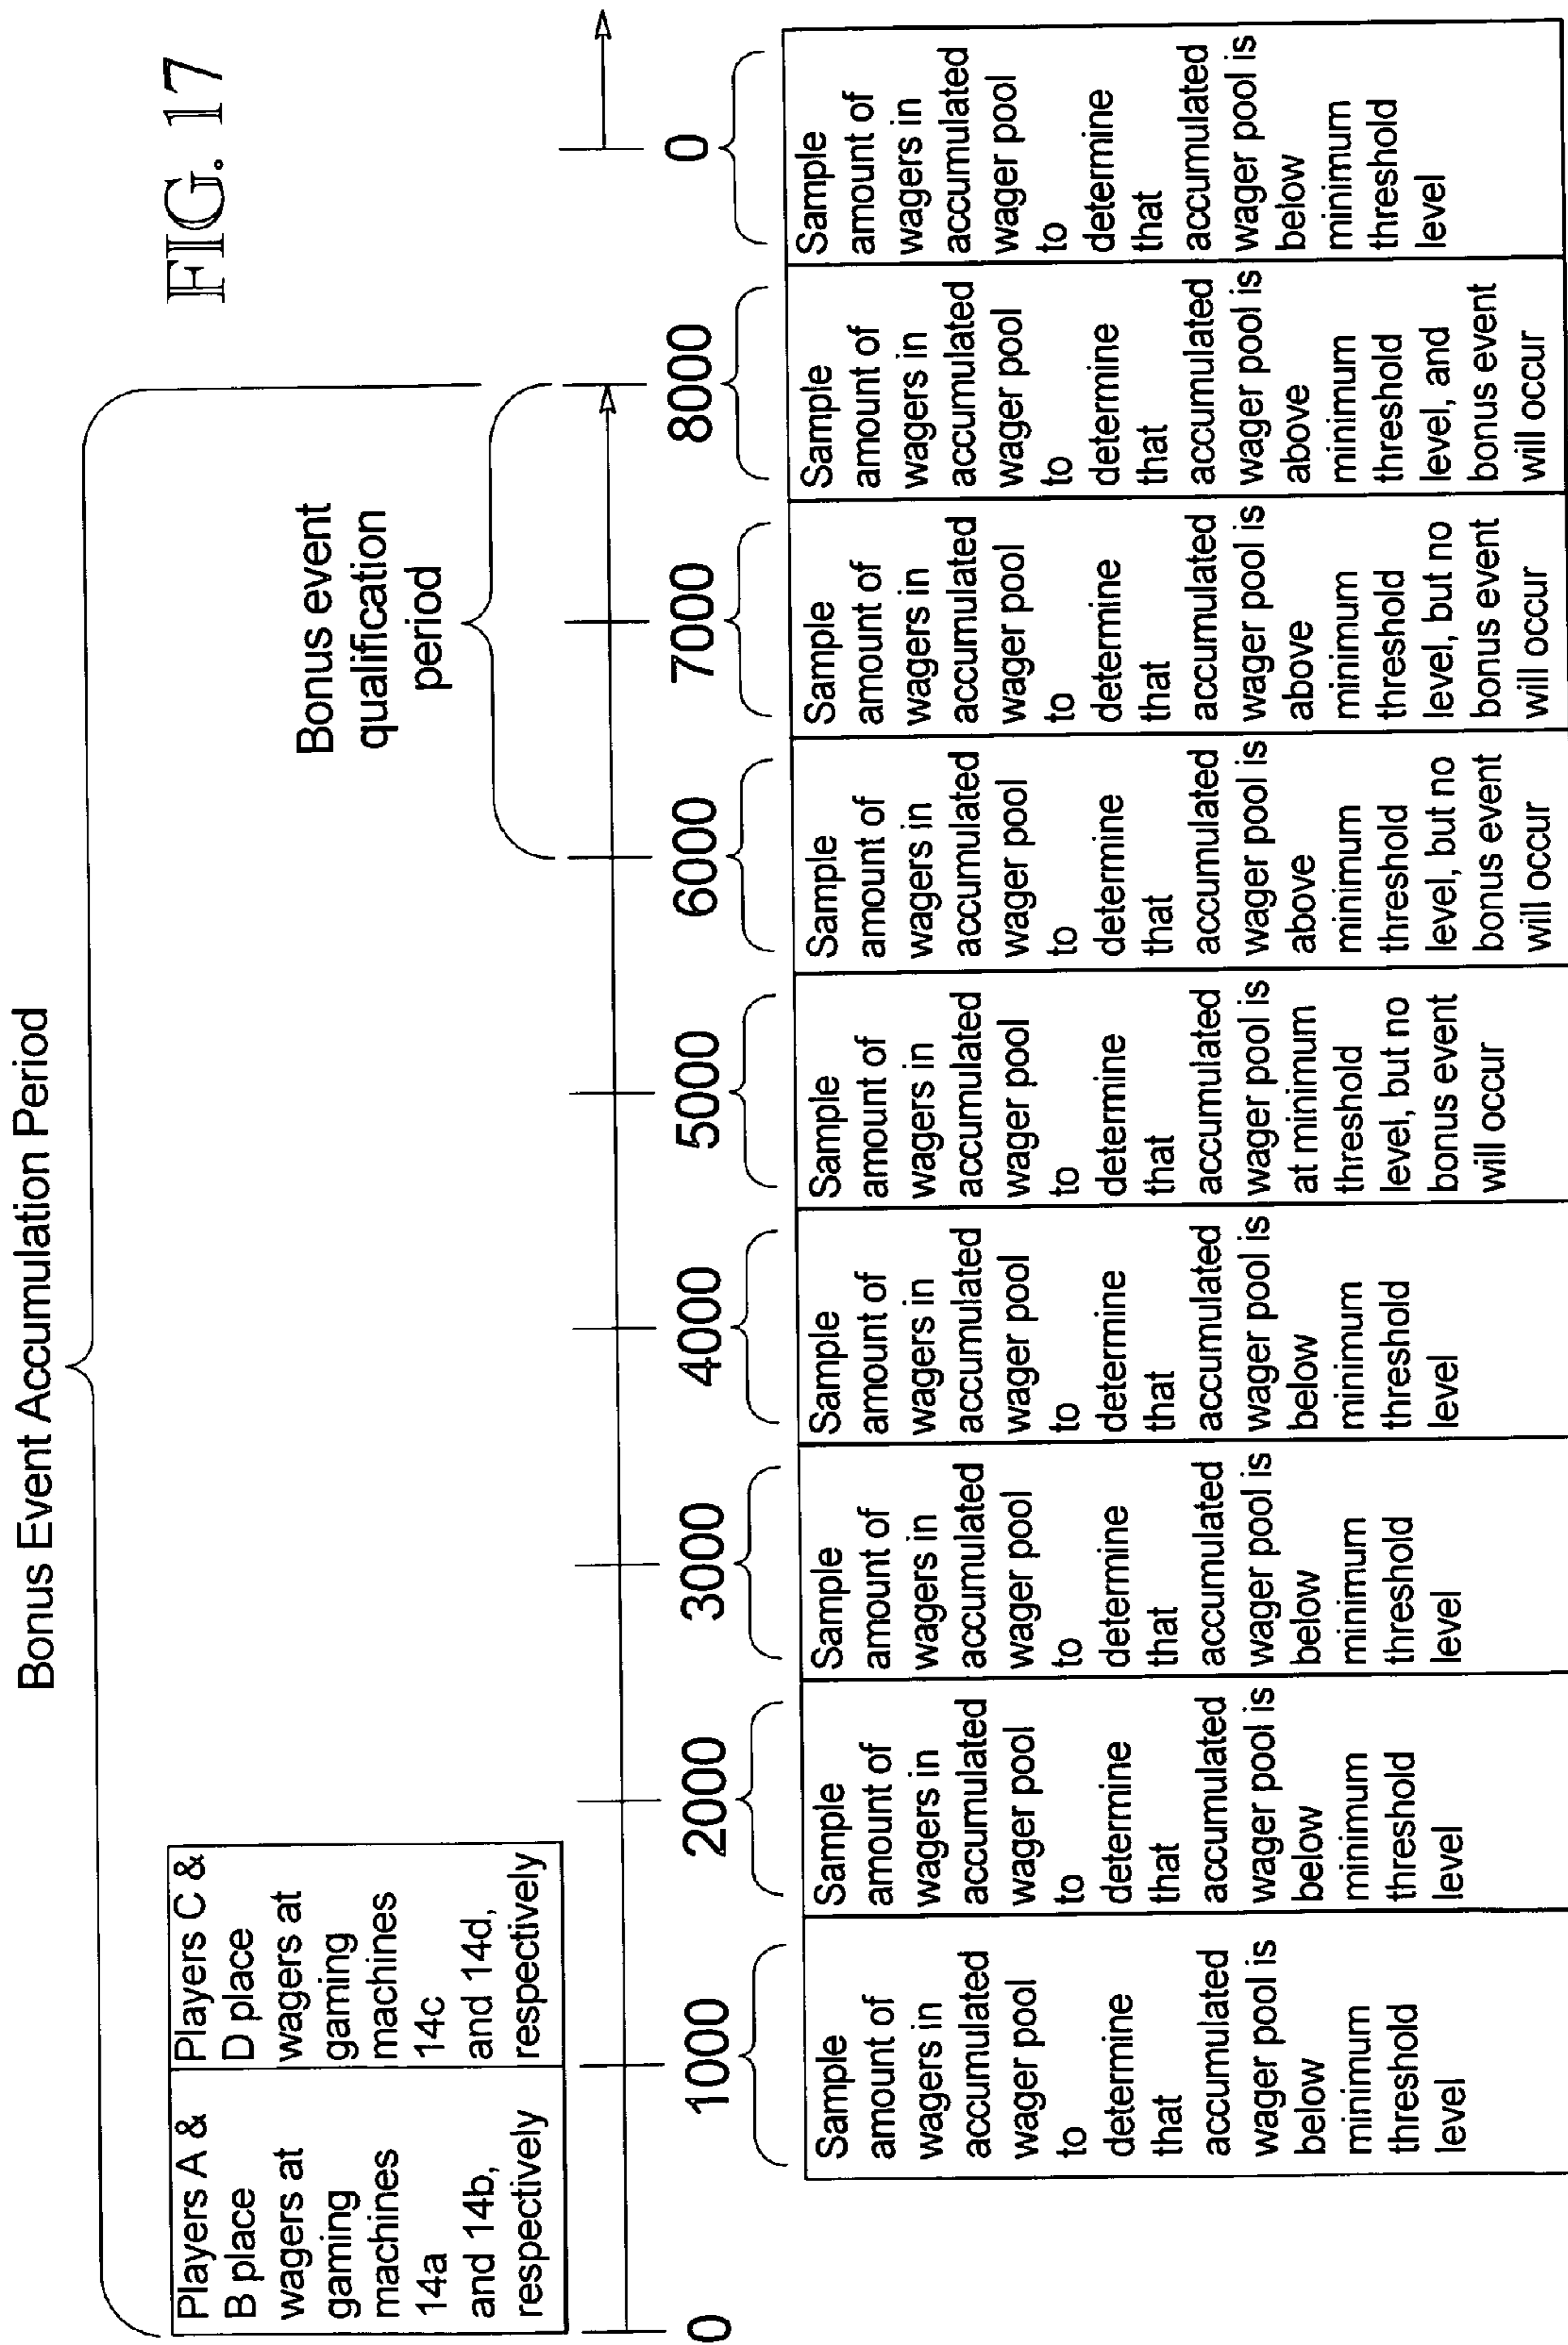 FIG. 17
Bonus Event Accumulation Period
Bonus event
qualification
period
Players A &
B place
wagers at
gaming
machines
14a
and 14b,
respectively
Players C &
D place
wagers at
gaming
machines
14c
and 14d,
respectively
0
1000
2000
3000
4000
5000
6000
7000
8000
0
Sample
amount of
wagers in
accumulated
wager pool
to
determine
that
accumulated
wager pool is
below
minimum
threshold
level
Sample
amount of
wagers in
accumulated
wager pool
to
determine
that
accumulated
wager pool is
below
minimum
threshold
level
Sample
amount of
wagers in
accumulated
wager pool
to
determine
that
accumulated
wager pool is
below
minimum
threshold
level
Sample
amount of
wagers in
accumulated
wager pool
to
determine
that
accumulated
wager pool is
below
minimum
threshold
level
Sample
amount of
wagers in
accumulated
wager pool
to
determine
that
accumulated
wager pool is
at minimum
threshold
level, but no
bonus event
will occur
Sample
amount of
wagers in
accumulated
wager pool
to
determine
that
accumulated
wager pool is
above
minimum
threshold
level, but no
bonus event
will occur
Sample
amount of
wagers in
accumulated
wager pool
to
determine
that
accumulated
wager pool is
above
minimum
threshold
level, but no
bonus event
will occur
Sample
amount of
wagers in
accumulated
wager pool
to
determine
that
accumulated
wager pool is
above
minimum
threshold
level, and
bonus event
will occur
Sample
amount of
wagers in
accumulated
wager pool
to
determine
that
accumulated
wager pool is
below
minimum
threshold
level